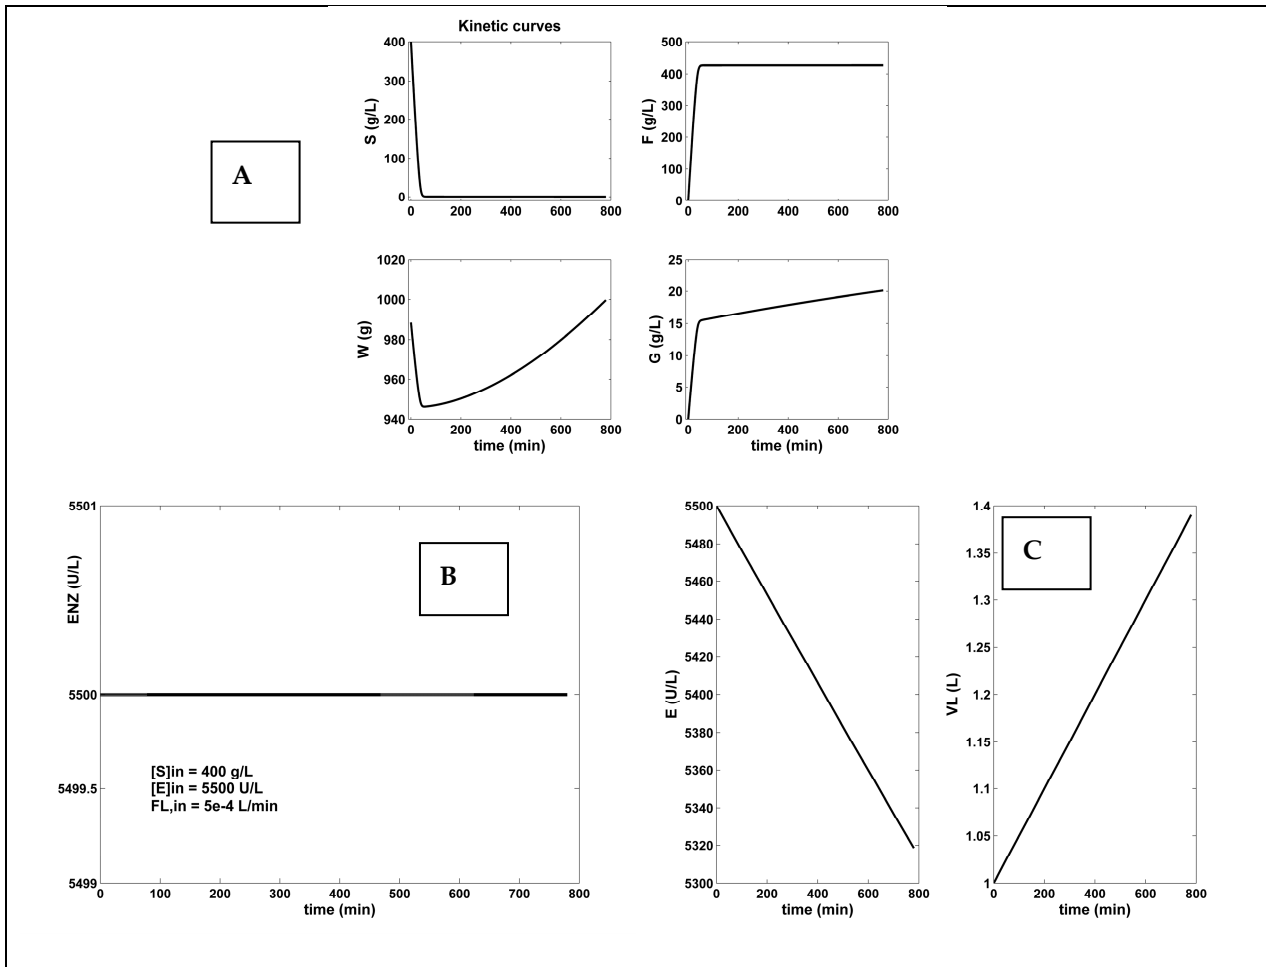 Kinetic curves
A
S (g/L)
400
300
200
100
0
0 200 400 600 800
F (g/L)
500
400
300
200
100
0
0 200 400 600 800
W (g)
1020
1000
980
960
940
0 200 400 600 800
time (min)
G (g/L)
25
20
15
10
5
0
0 200 400 600 800
time (min)
ENZ (U/L)
5501
5500
5499.5
5499
B
[S]in = 400 g/L
[E]in = 5500 U/L
FL,in = 5e-4 L/min
0 100 200 300 400 500 600 700 800
time (min)
E (U/L)
5500
5480
5460
5440
5420
5400
5380
5360
5340
5320
5300
0 200 400 600 800
time (min)
C
VL (L)
1.4
1.35
1.3
1.25
1.2
1.15
1.1
1.05
1
0 200 400 600 800
time (min)